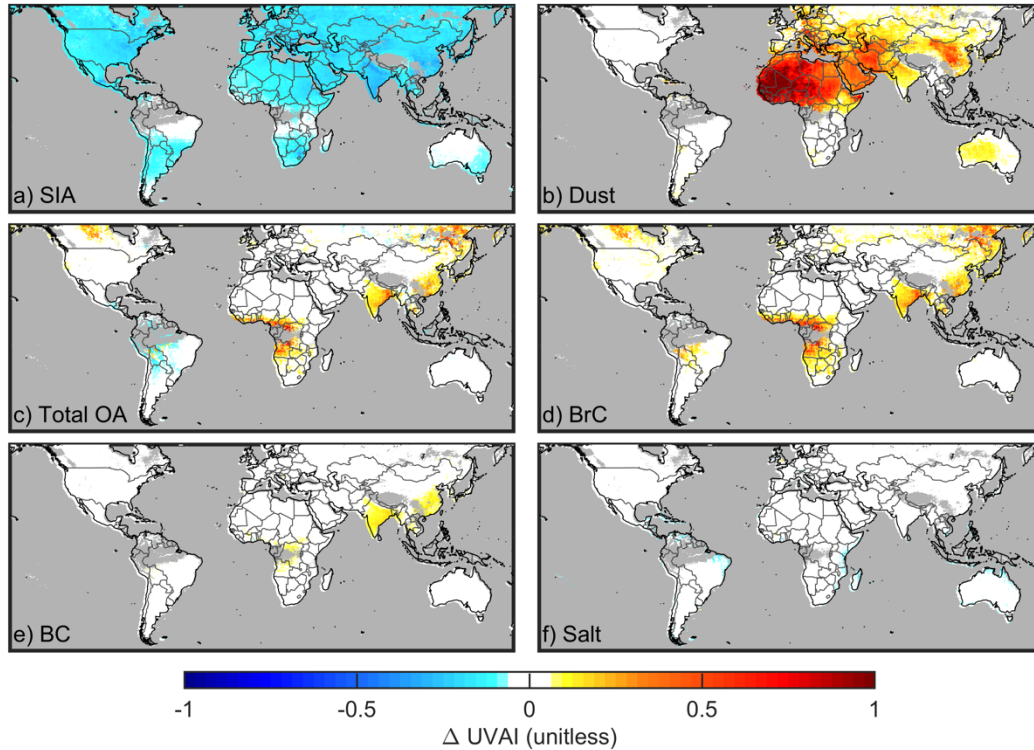 a) SIA
b) Dust
c) Total OA
d) BrC
e) BC
f) Salt
-1 -0.5 0 0.5 1
Δ UVAI (unitless)